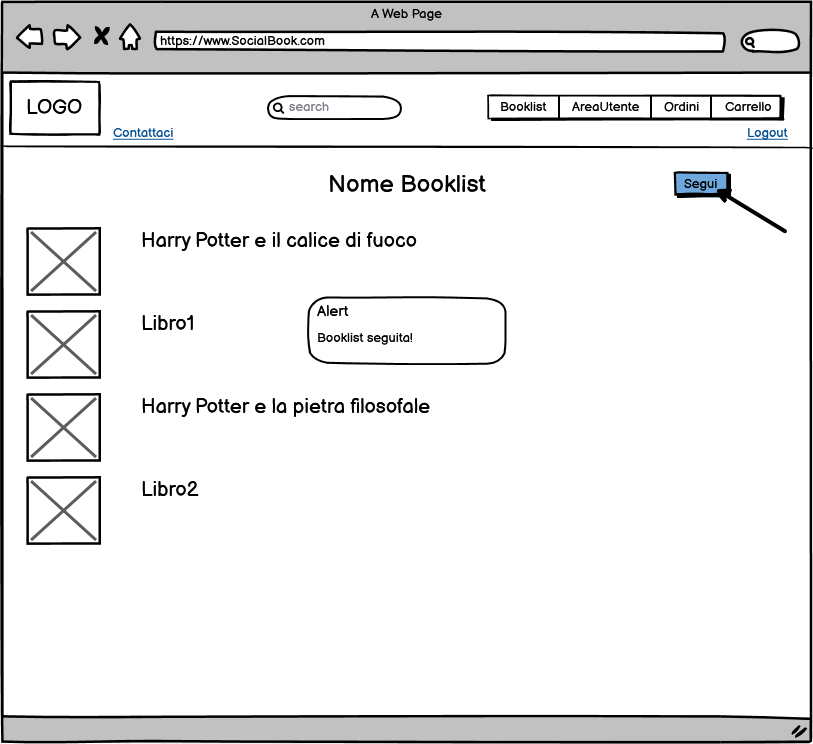 A Web Page
https://www.SocialBook.com
LOGO
search
Booklist AreaUtente Ordini Carrello
Contattaci
Logout
Nome Booklist
Segui
Harry Potter e il calice di fuoco
Libro1
Alert
Booklist seguita!
Harry Potter e la pietra filosofale
Libro2